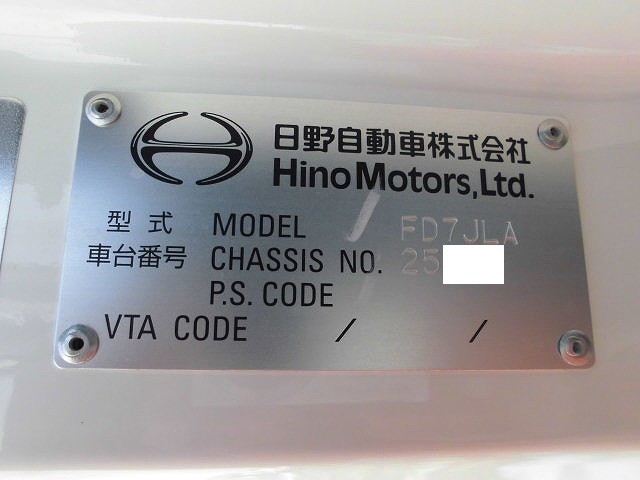 日野自動車株式会社
Hino Motors, Ltd.
型式 MODEL FD7JLA
車台番号 CHASSIS NO. 25
P.S. CODE
VTA CODE / /